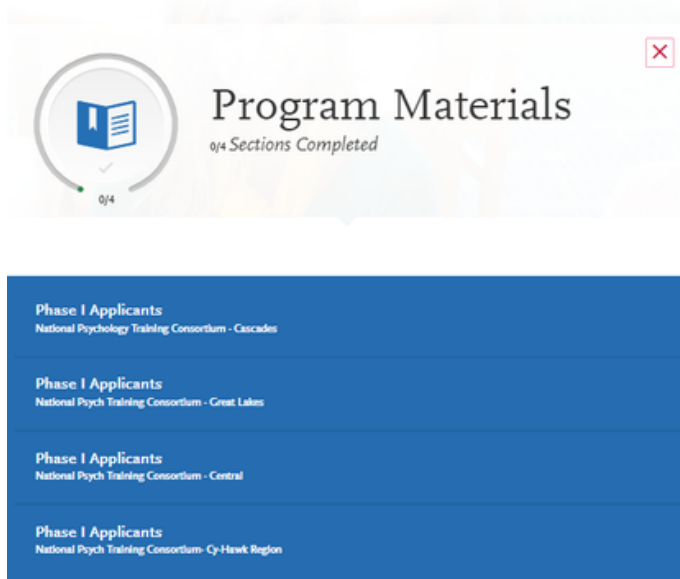 Program Materials
0/4 Sections Completed
0/4
Phase I Applicants
National Psychology Training Consortium - Cascades
Phase I Applicants
National Psych Training Consortium - Great Lakes
Phase I Applicants
National Psych Training Consortium - Central
Phase I Applicants
National Psych Training Consortium- Cy-Hawk Region